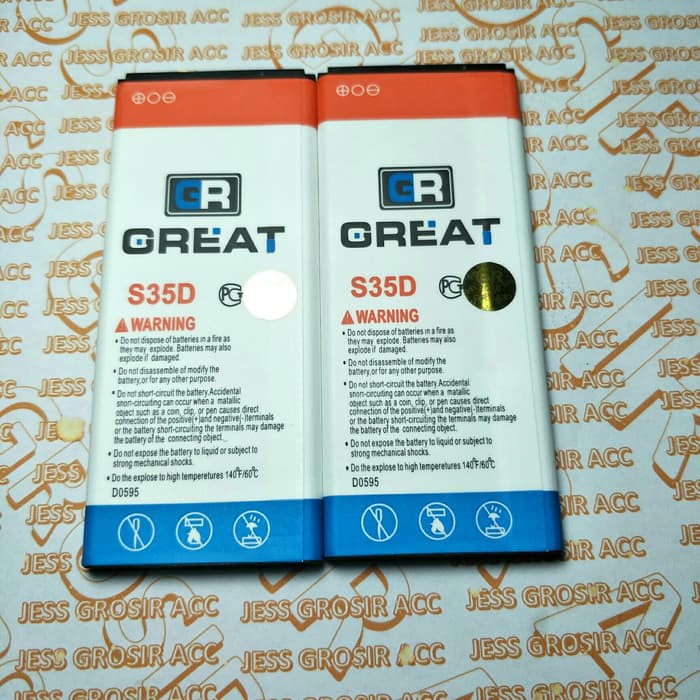 GR
GREAT
S35D
PCT
WARNING
• Do not dispose of batteries in a fire as
they may explode. Batteries may also
explode if damaged.
• Do not disassemble of modify the
battery,or for any other purpose.
• Do not short-circuit the battery.Accidental
short-circuiting can occur when a matallic
object such as a coin, clip, or pen causes direct
connection of the positive(+)and negative(-)terminals
or the battery short-circuiting the terminals may damage
the battery of the connecting object.
• Do not expose the battery to liquid or subject to
strong mechanical shocks.
• Do the explose to high temperetures 140°F/60°C
D0595
GR
GREAT
S35D
PCT
WARNING
• Do not dispose of batteries in a fire as
they may explode. Batteries may also
explode if damaged.
• Do not disassemble of modify the
battery,or for any other purpose.
• Do not short-circuit the battery.Accidental
short-circuiting can occur when a matallic
object such as a coin, clip, or pen causes direct
connection of the positive(+)and negative(-)terminals
or the battery short-circuiting the terminals may damage
the battery of the connecting object.
• Do not expose the battery to liquid or subject to
strong mechanical shocks.
• Do the explose to high temperetures 140°F/60°C
D0595
JESS GROSIR ACC
JESS GROSIR ACC
JESS GROSIR ACC